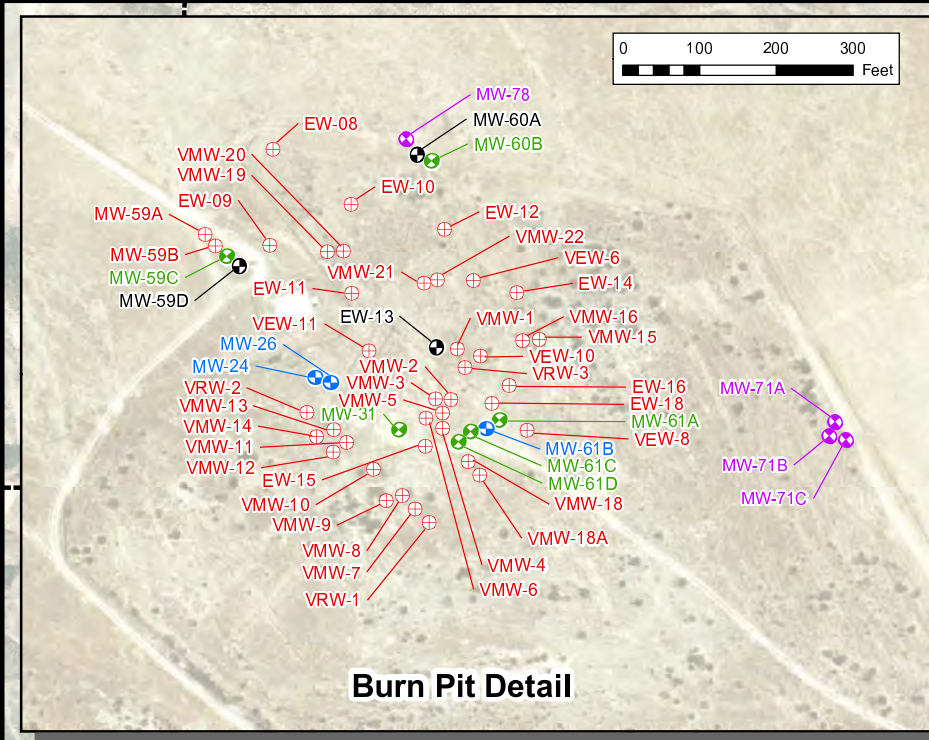 0 100 200 300
Feet
MW-78
EW-08
MW-60A
MW-60B
VMW-20
VMW-19
EW-10
EW-09
MW-59A
EW-12
VMW-22
MW-59B
VEW-6
VMW-21
MW-59C
EW-14
EW-11
MW-59D
EW-13
VMW-1
VMW-16
VEW-11
VMW-15
MW-26
VEW-10
MW-24
VMW-2
VRW-3
VMW-3
VRW-2
EW-16
MW-71A
VMW-5
EW-18
VMW-13
MW-31
MW-61A
VMW-14
VEW-8
VMW-11
MW-61B
VMW-12
MW-61C
MW-71B
EW-15
MW-61D
MW-71C
VMW-10
VMW-18
VMW-9
VMW-18A
VMW-8
VMW-4
VMW-7
VMW-6
VRW-1
Burn Pit Detail